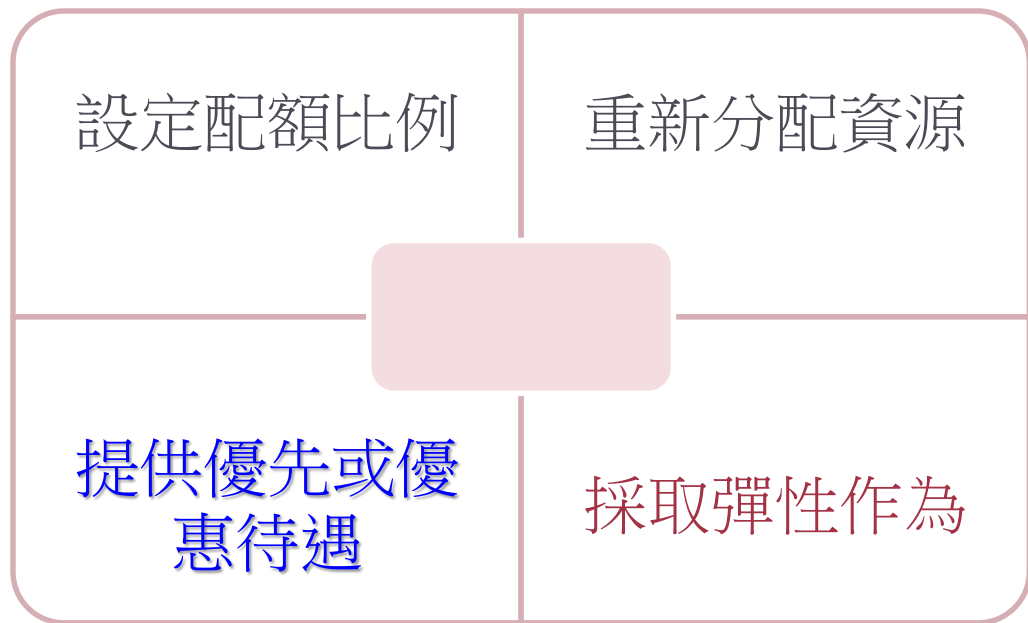 設定配額比例
重新分配資源
提供優先或優
惠待遇
採取彈性作為